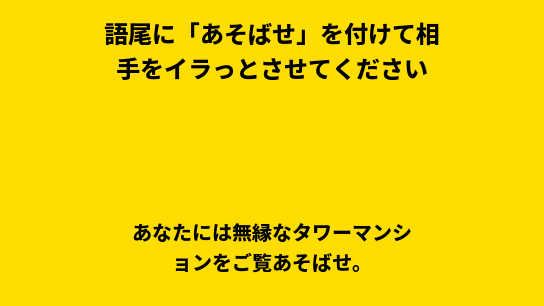 語尾に「あそばせ」を付けて相
手をイラっとさせてください
あなたには無縁なタワーマンシ
ョンをご覧あそばせ。